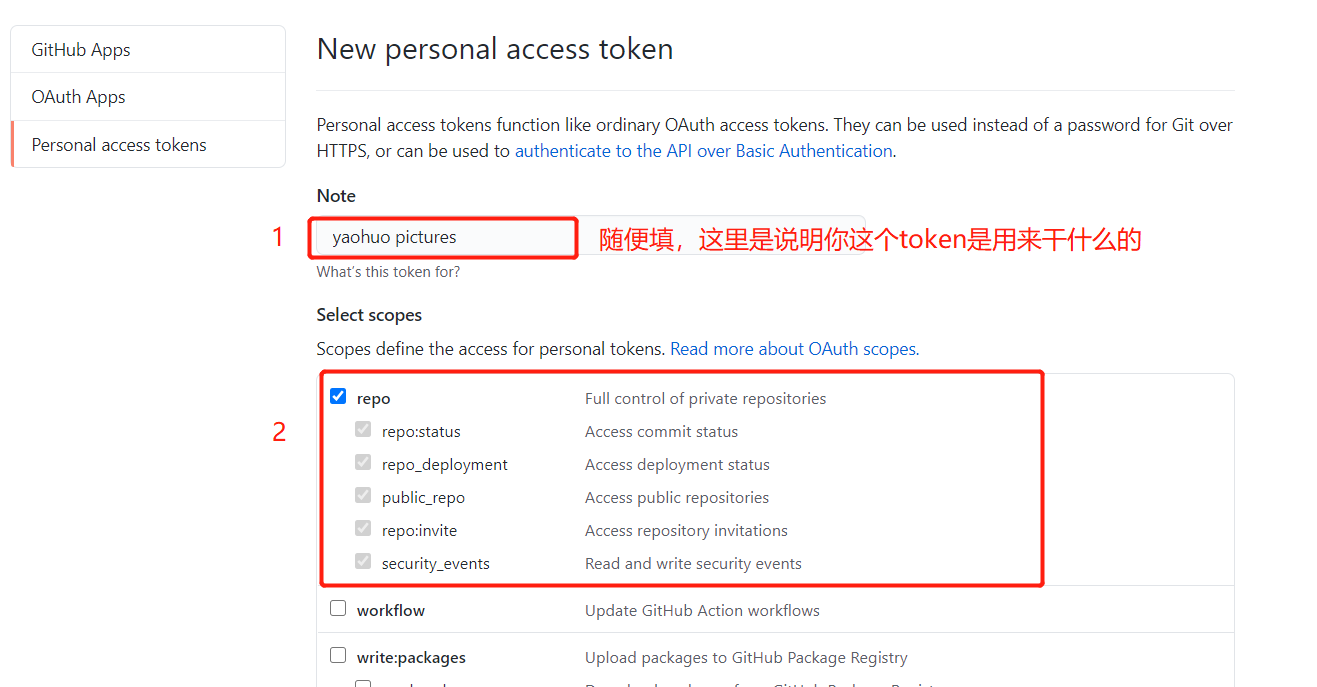 GitHub Apps
OAuth Apps
Personal access tokens
New personal access token
Personal access tokens function like ordinary OAuth access tokens. They can be used instead of a password for Git over
HTTPS, or can be used to authenticate to the API over Basic Authentication.
Note
1 yaohuo pictures 随便填，这里是说明你这个token是用来干什么的
What's this token for?
Select scopes
Scopes define the access for personal tokens. Read more about OAuth scopes.
repo Full control of private repositories
2 repo:status Access commit status
repo_deployment Access deployment status
public_repo Access public repositories
repo:invite Access repository invitations
security_events Read and write security events
workflow Update GitHub Action workflows
write:packages Upload packages to GitHub Package Registry